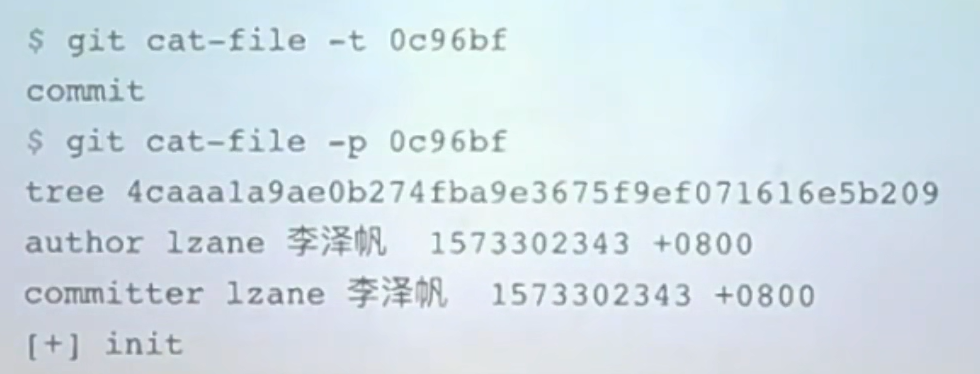 $ git cat-file -t 0c96bf
commit
$ git cat-file -p 0c96bf
tree 4caaa1a9ae0b274fba9e3675f9ef071616e5b209
author lzane 李泽帆  1573302343 +0800
committer lzane 李泽帆  1573302343 +0800
[+] init